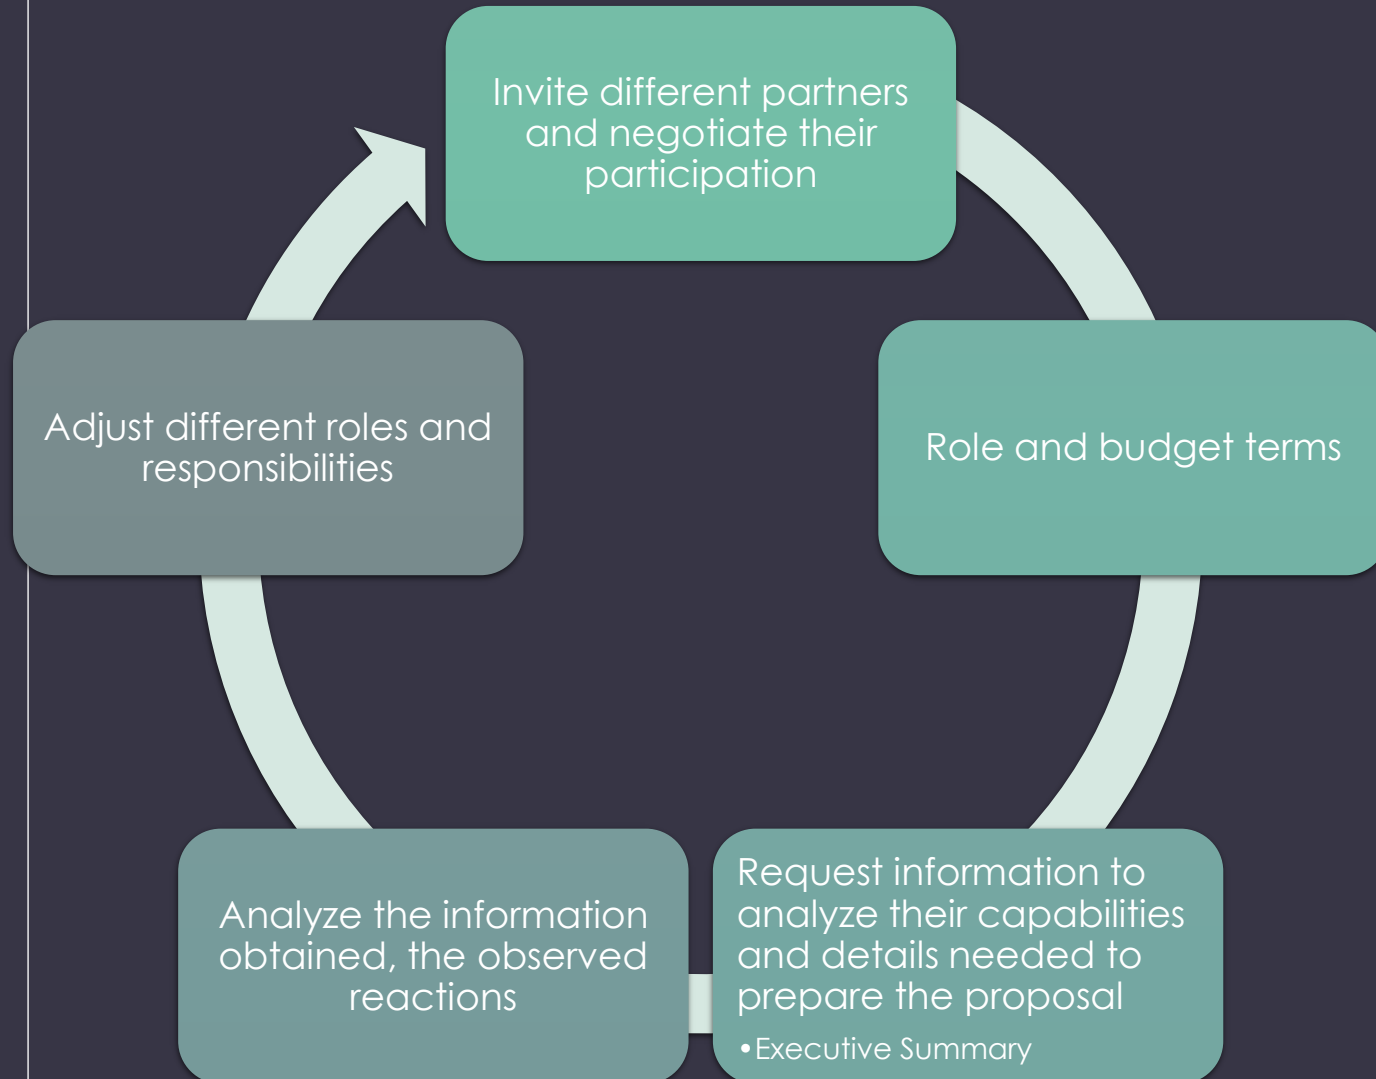 Invite different partners
and negotiate their
participation
Role and budget terms
Request information to
analyze their capabilities
and details needed to
prepare the proposal
•Executive Summary
Analyze the information
obtained, the observed
reactions
Adjust different roles and
responsibilities